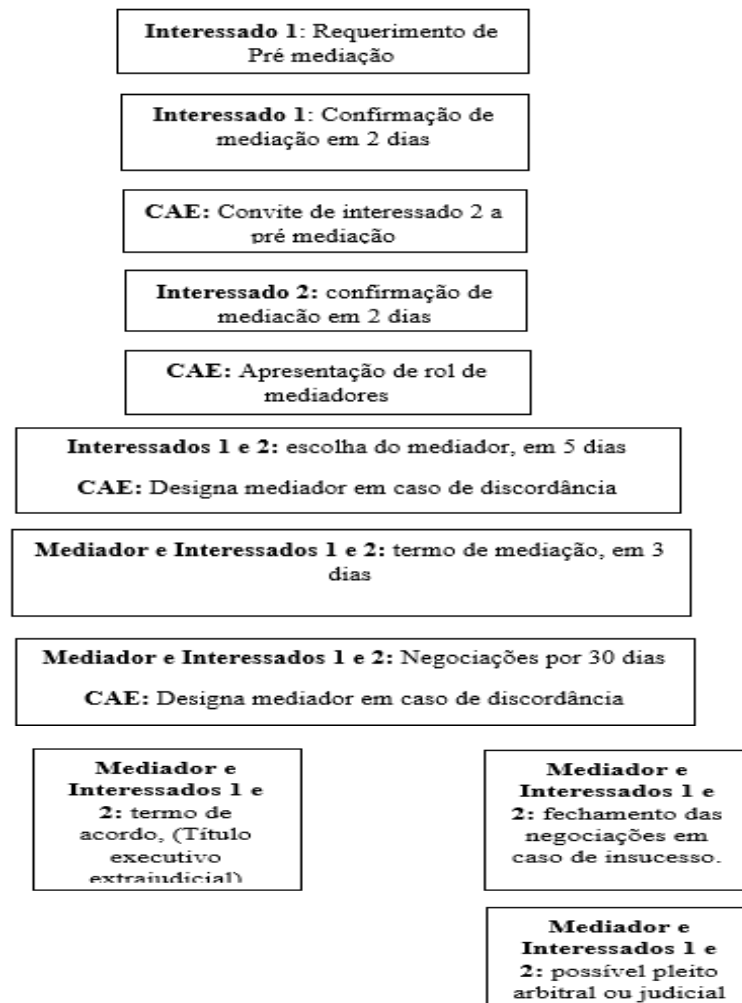 Interessado 1: Requerimento de
Pré mediação
Interessado 1: Confirmação de
mediação em 2 dias
CAE: Convite de interessado 2 a
pré mediação
Interessado 2: confirmação de
mediacão em 2 dias
CAE: Apresentação de rol de
mediadores
Interessados 1 e 2: escolha do mediador, em 5 dias
CAE: Designa mediador em caso de discordância
Mediador e Interessados 1 e 2: termo de mediação, em 3
dias
Mediador e Interessados 1 e 2: Negociações por 30 dias
CAE: Designa mediador em caso de discordância
Mediador e
Interessados 1 e
2: termo de
acordo, (Título
executivo
extrajudicial)
Mediador e
Interessados 1 e
2: fechamento das
negociações em
caso de insucesso.
Mediador e
Interessados 1 e
2: possível pleito
arbitral ou judicial